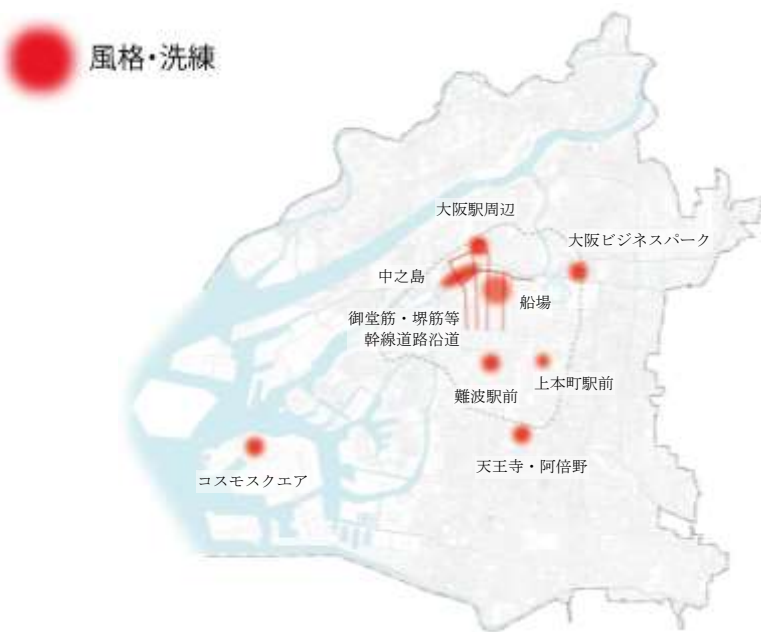 風格・洗練
大阪駅周辺
大阪ビジネスパーク
中之島
船場
御堂筋・堺筋等
幹線道路沿道
難波駅前
上本町駅前
天王寺・阿倍野
コスモスクエア